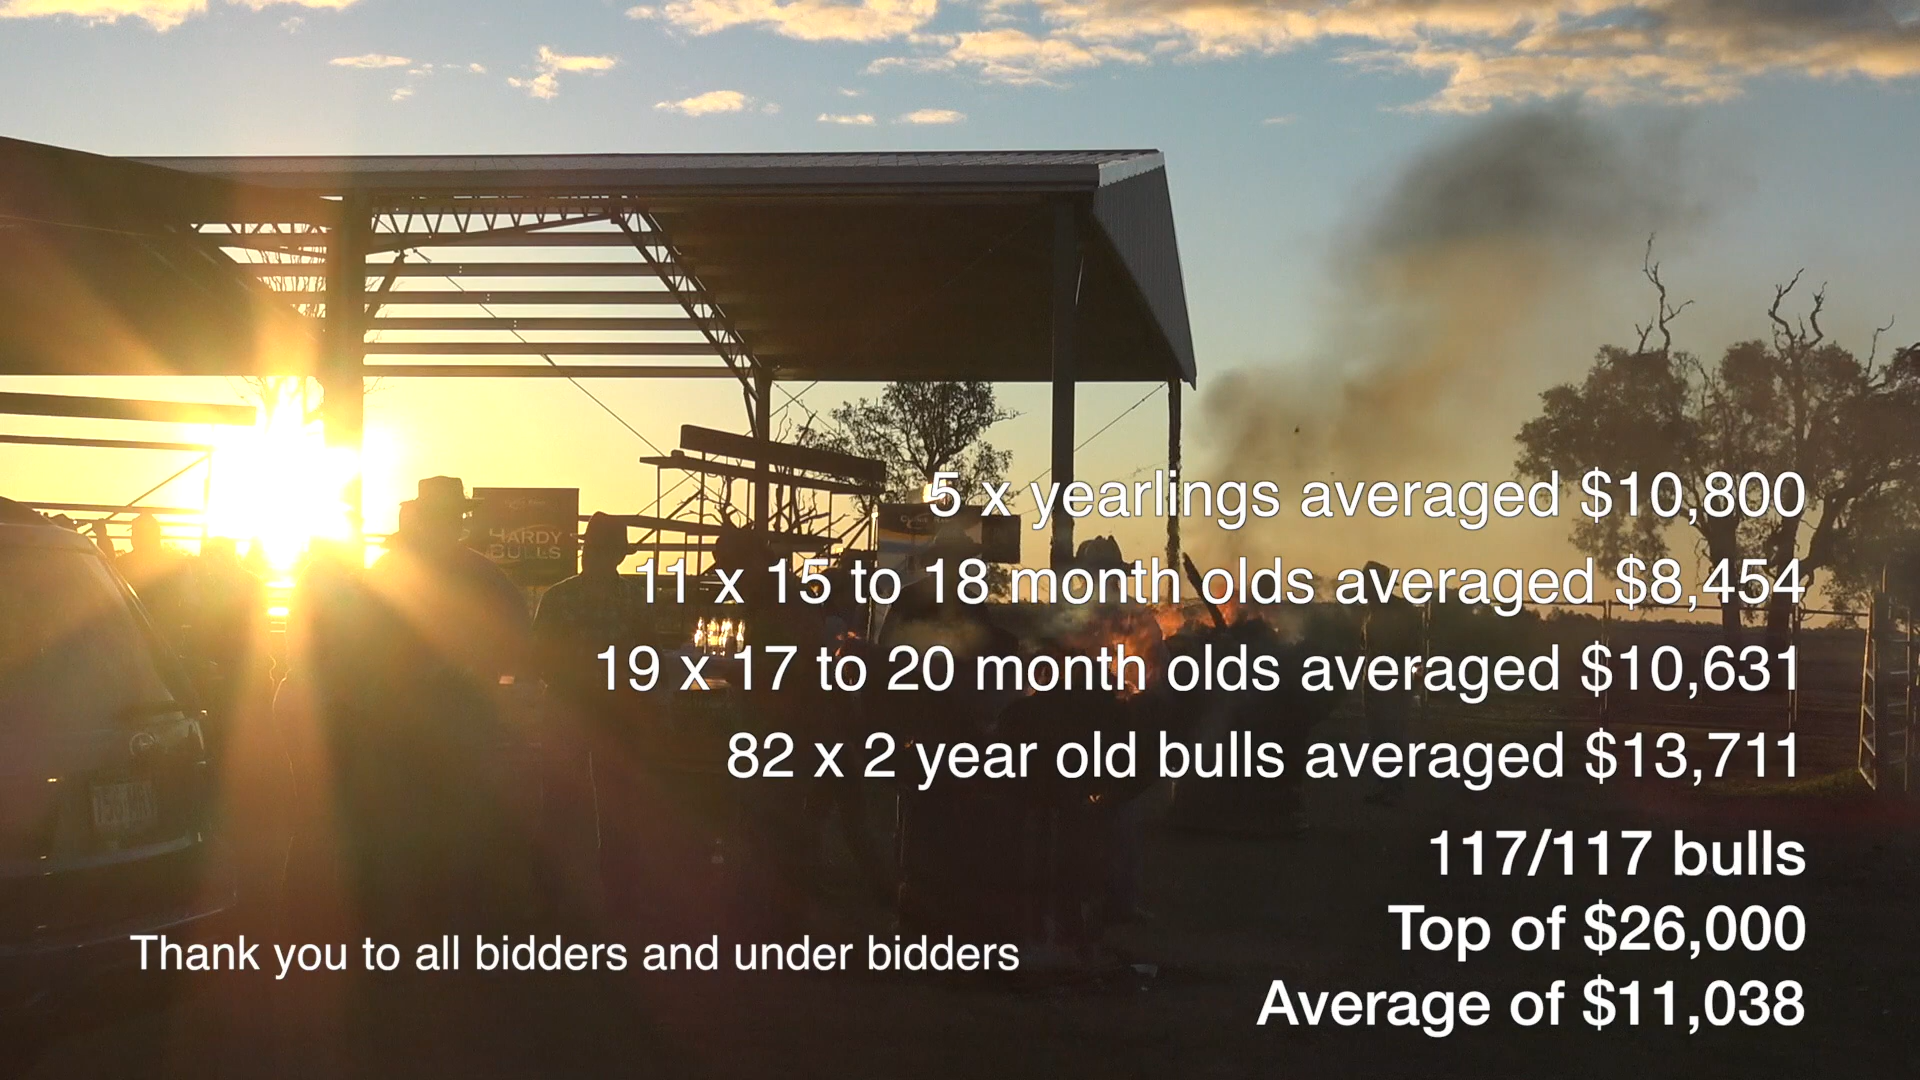 HARDY
BULLS
5 x yearlings averaged $10,800
11 x 15 to 18 month olds averaged $8,454
19 x 17 to 20 month olds averaged $10,631
82 x 2 year old bulls averaged $13,711
117/117 bulls
Top of $26,000
Average of $11,038
Thank you to all bidders and under bidders